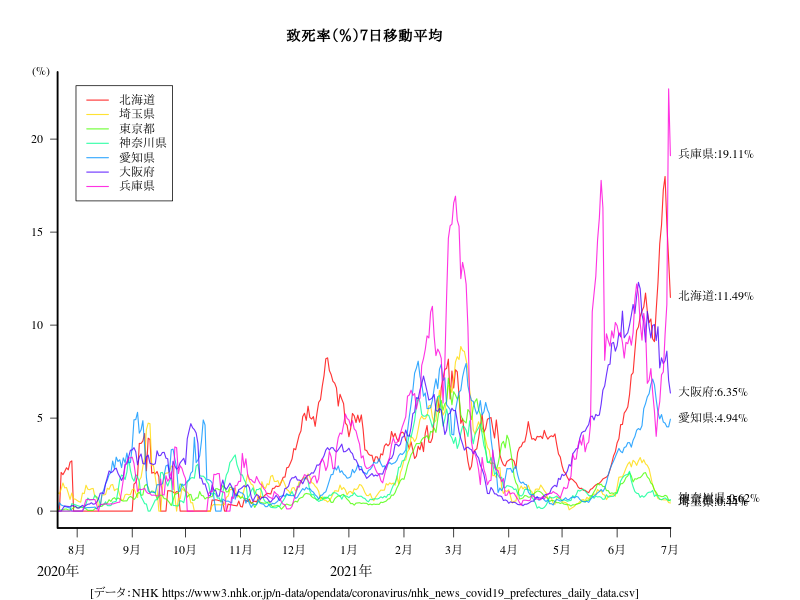 致死率(％)7日移動平均
(%)
北海道
埼玉県
東京都
神奈川県
愛知県
大阪府
兵庫県
20
15
10
5
0
兵庫県:19.11%
北海道:11.49%
大阪府:6.35%
愛知県:4.94%
8月 9月 10月 11月 12月 1月 2月 3月 4月 5月 6月 7月
2020年 2021年
[データ:NHK https://www3.nhk.or.jp/n-data/opendata/coronavirus/nhk_news_covid19_prefectures_daily_data.csv]